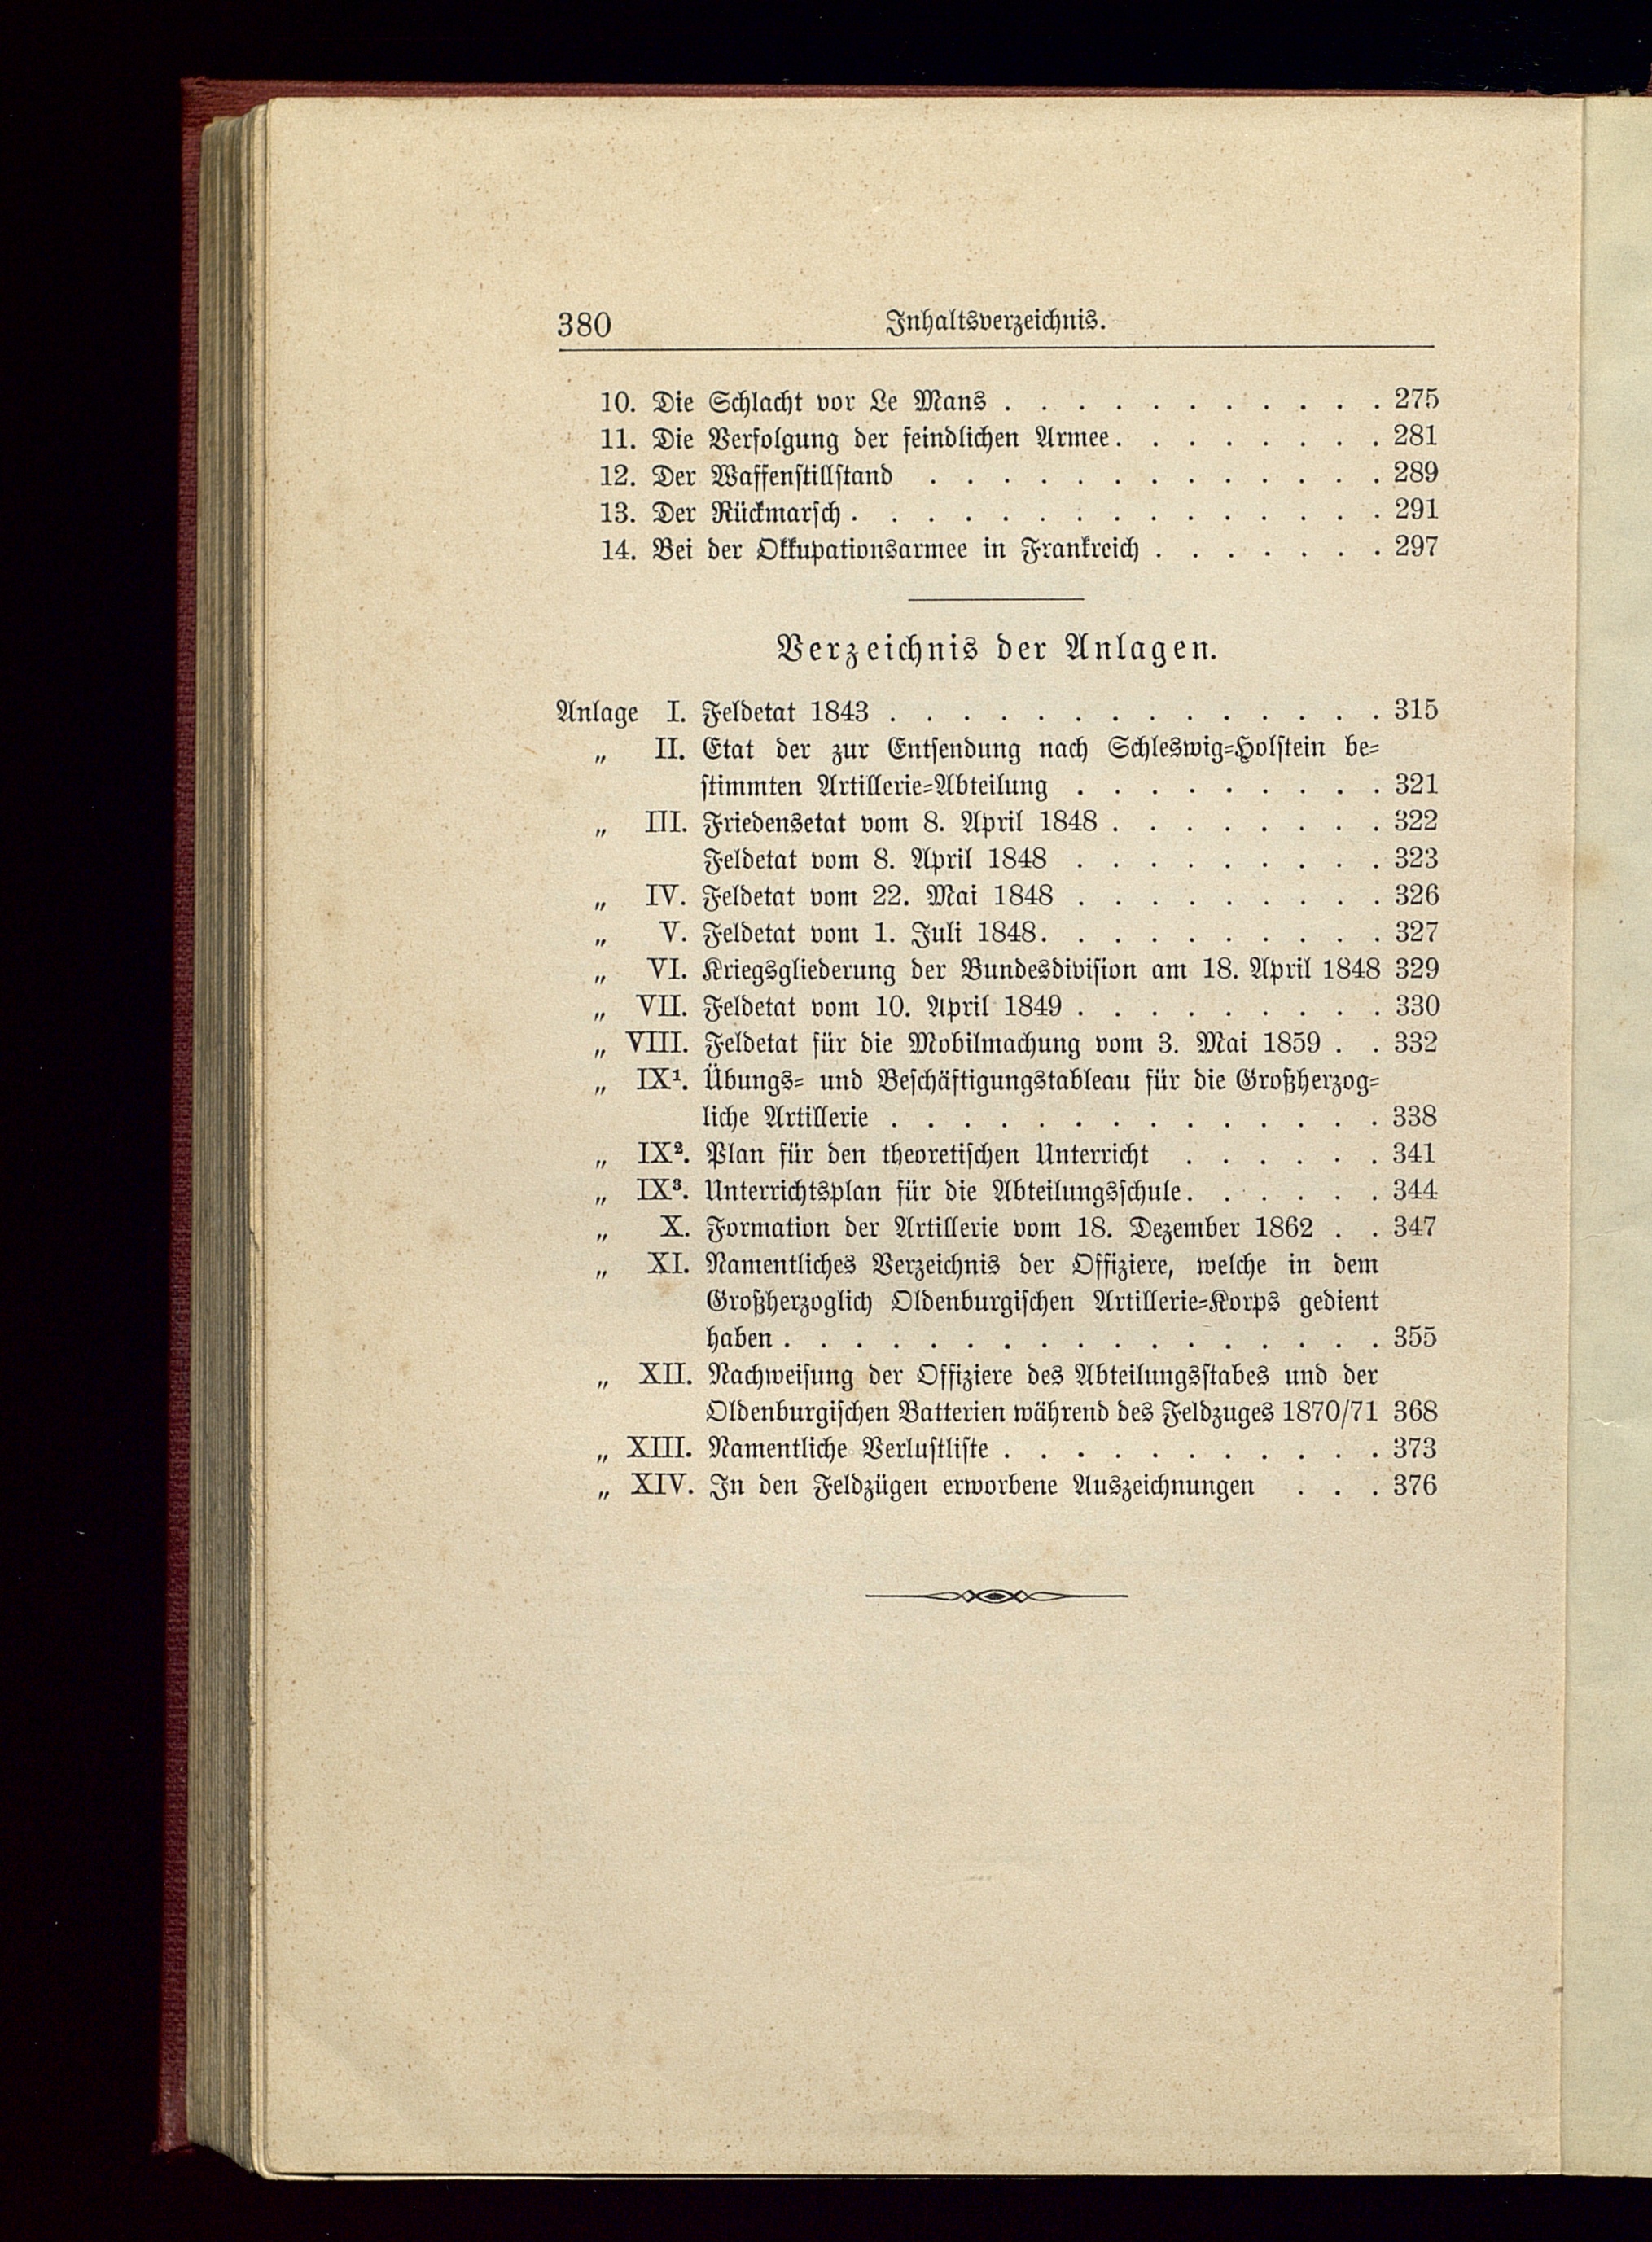 380 Inhaltsverzeichnis.
10. Die Schlacht vor Le Mans . . . . . . . . . . . 275
11. Die Verfolgung der feindlichen Armee. . . . . . . . 281
12. Der Waffenstillstand . . . . . . . . . . . . . 289
13. Der Rückmarsch. . . . . . . . . . . . . . . 291
14. Bei der Okkupationsarmee in Frankreich . . . . . . . 297
Verzeichnis der Anlagen.
Anlage I. Feldetat 1843 . . . . . . . . . . . . . . 315
„ II. Etat der zur Entsendung nach Schleswig-Holstein be-
stimmten Artillerie-Abteilung . . . . . . . . . 321
„ III. Friedensetat vom 8. April 1848 . . . . . . . . 322
Feldetat vom 8. April 1848 . . . . . . . . . 323
„ IV. Feldetat vom 22. Mai 1848 . . . . . . . . . 326
„ V. Feldetat vom 1. Juli 1848. . . . . . . . . . 327
„ VI. Kriegsgliederung der Bundesdivision am 18. April 1848 329
„ VII. Feldetat vom 10. April 1849 . . . . . . . . . 330
„ VIII. Feldetat für die Mobilmachung vom 3. Mai 1859 . . 332
„ IX¹. Übungs- und Beschäftigungstableau für die Großherzog-
liche Artillerie . . . . . . . . . . . . . . 338
„ IX². Plan für den theoretischen Unterricht . . . . . . 341
„ IX³. Unterrichtsplan für die Abteilungsschule. . . . . . 344
„ X. Formation der Artillerie vom 18. Dezember 1862 . . 347
„ XI. Namentliches Verzeichnis der Offiziere, welche in dem
Großherzoglich Oldenburgischen Artillerie-Korps gedient
haben . . . . . . . . . . . . . . . . . 355
„ XII. Nachweisung der Offiziere des Abteilungsstabes und der
Oldenburgischen Batterien während des Feldzuges 1870/71 368
„ XIII. Namentliche Verlustliste . . . . . . . . . . . 373
„ XIV. In den Feldzügen erworbene Auszeichnungen . . . 376